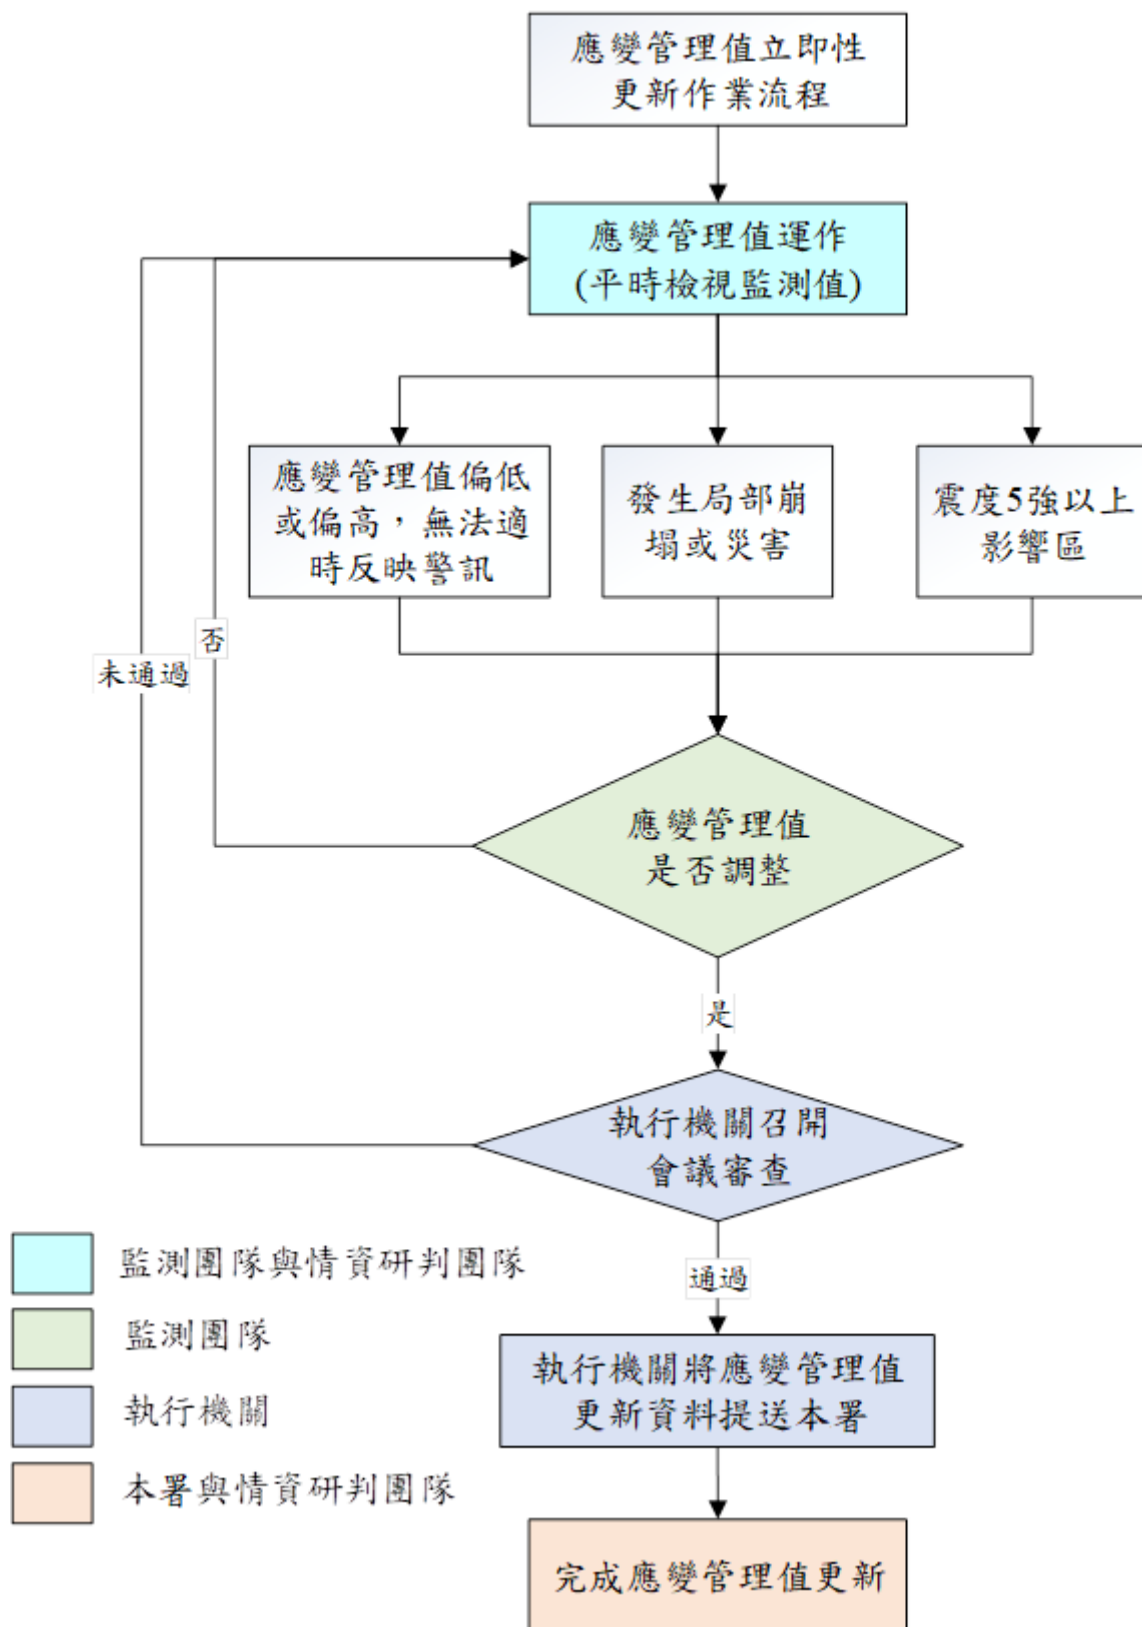 應變管理值立即性
更新作業流程
應變管理值運作
(平時檢視監測值)
應變管理值偏低
或偏高，無法適
時反映警訊
發生局部崩
塌或災害
震度5強以上
影響區
否
未通過
應變管理值
是否調整
是
執行機關召開
會議審查
通過
執行機關將應變管理值
更新資料提送本署
完成應變管理值更新
監測團隊與情資研判團隊
監測團隊
執行機關
本署與情資研判團隊